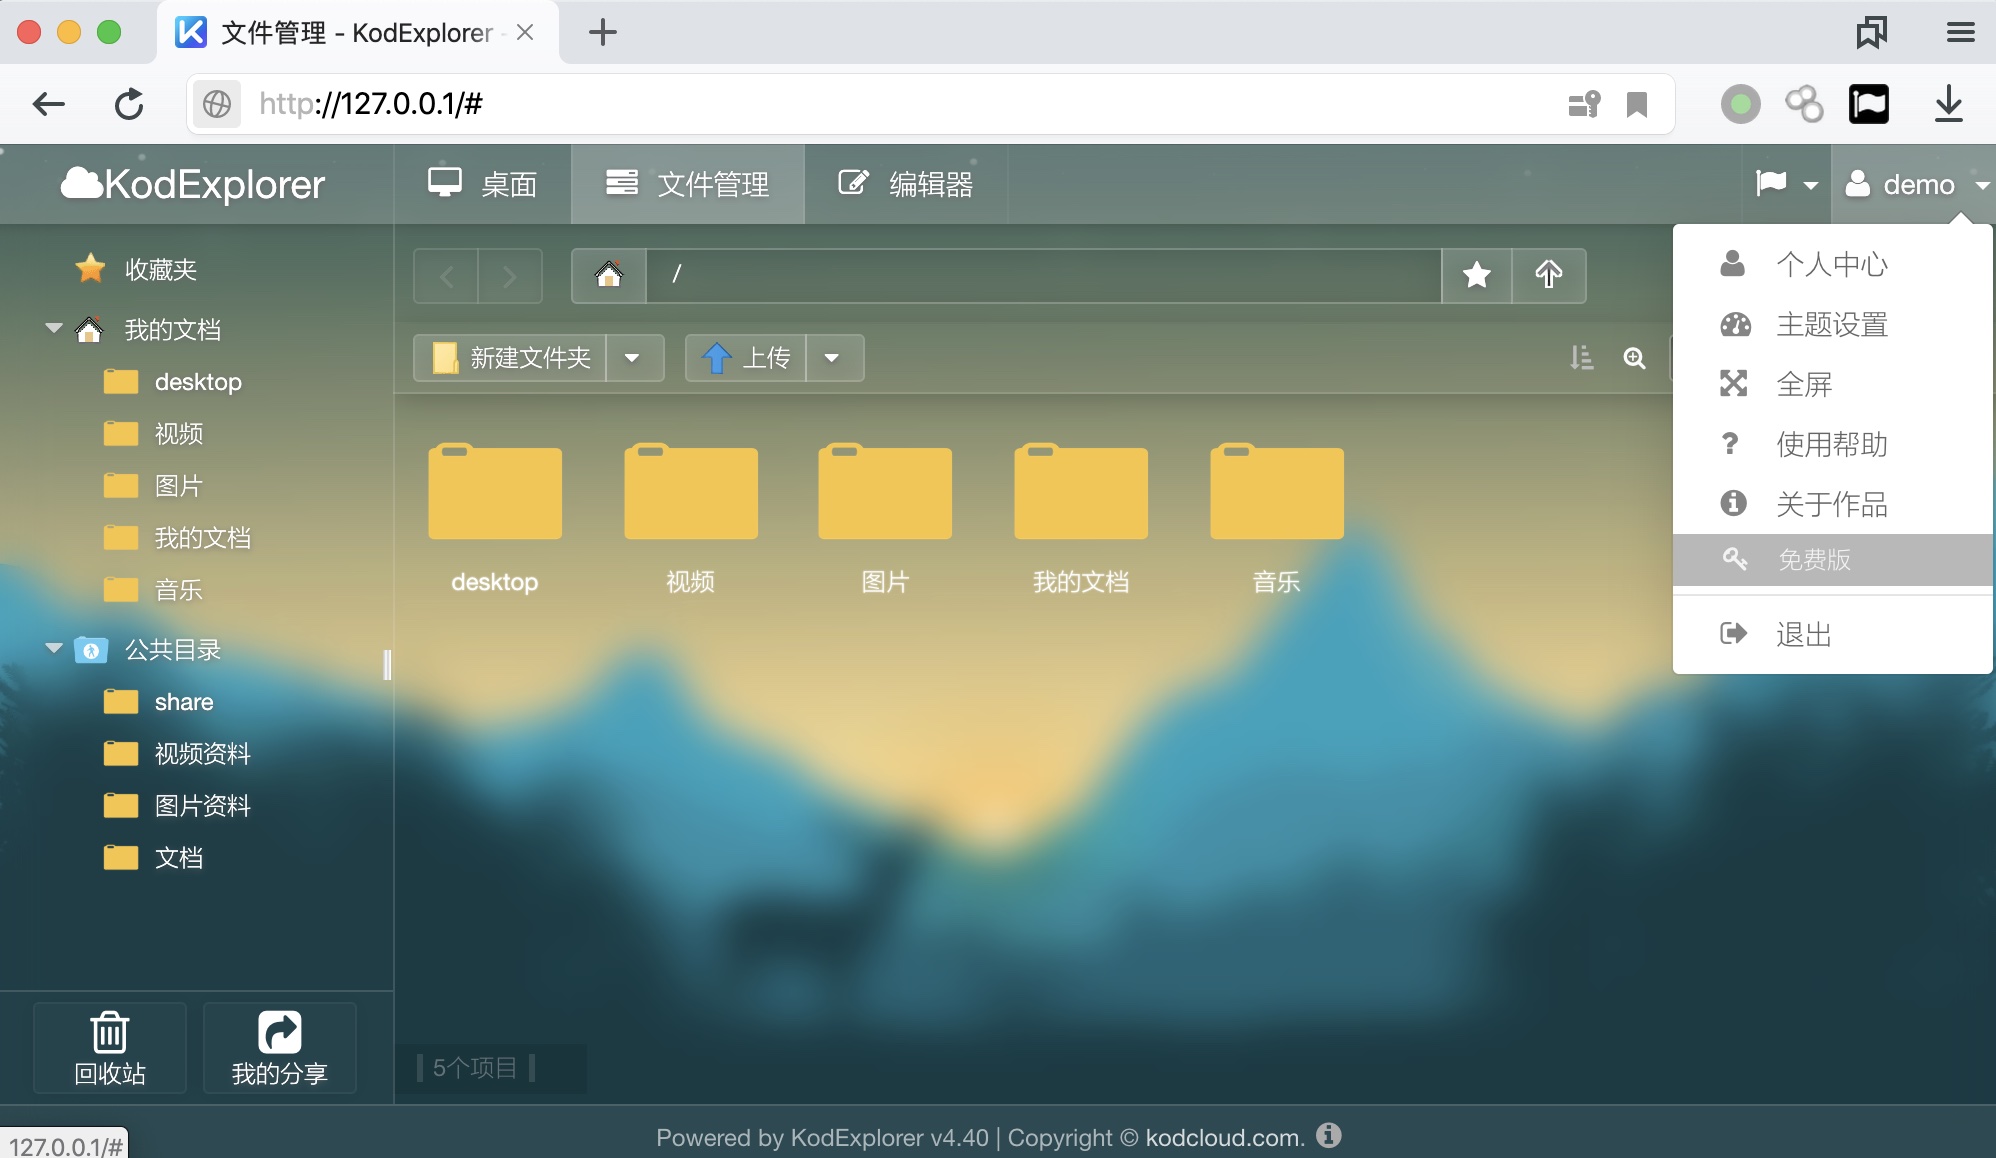 文件管理 - KodExplorer -
http://127.0.0.1/#
KodExplorer
桌面
文件管理
编辑器
demo
/
新建文件夹
上传
收藏夹
我的文档
desktop
视频
图片
我的文档
音乐
公共目录
share
视频资料
图片资料
文档
desktop
视频
图片
我的文档
音乐
个人中心
主题设置
全屏
使用帮助
关于作品
免费版
退出
回收站
我的分享
5个项目
Powered by KodExplorer v4.40 | Copyright © kodcloud.com.
127.0.0.1/#